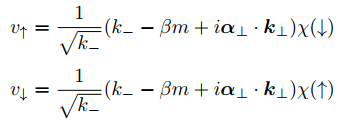 v↑ = 1/√k₋ (k₋ − βm + iα⊥ · k⊥)χ(↓)
v↓ = 1/√k₋ (k₋ − βm + iα⊥ · k⊥)χ(↑)